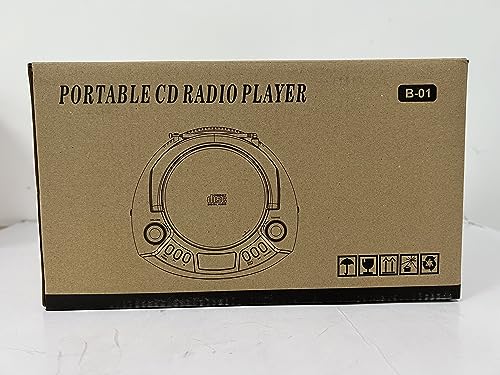 PORTABLE CD RADIO PLAYER
B-01